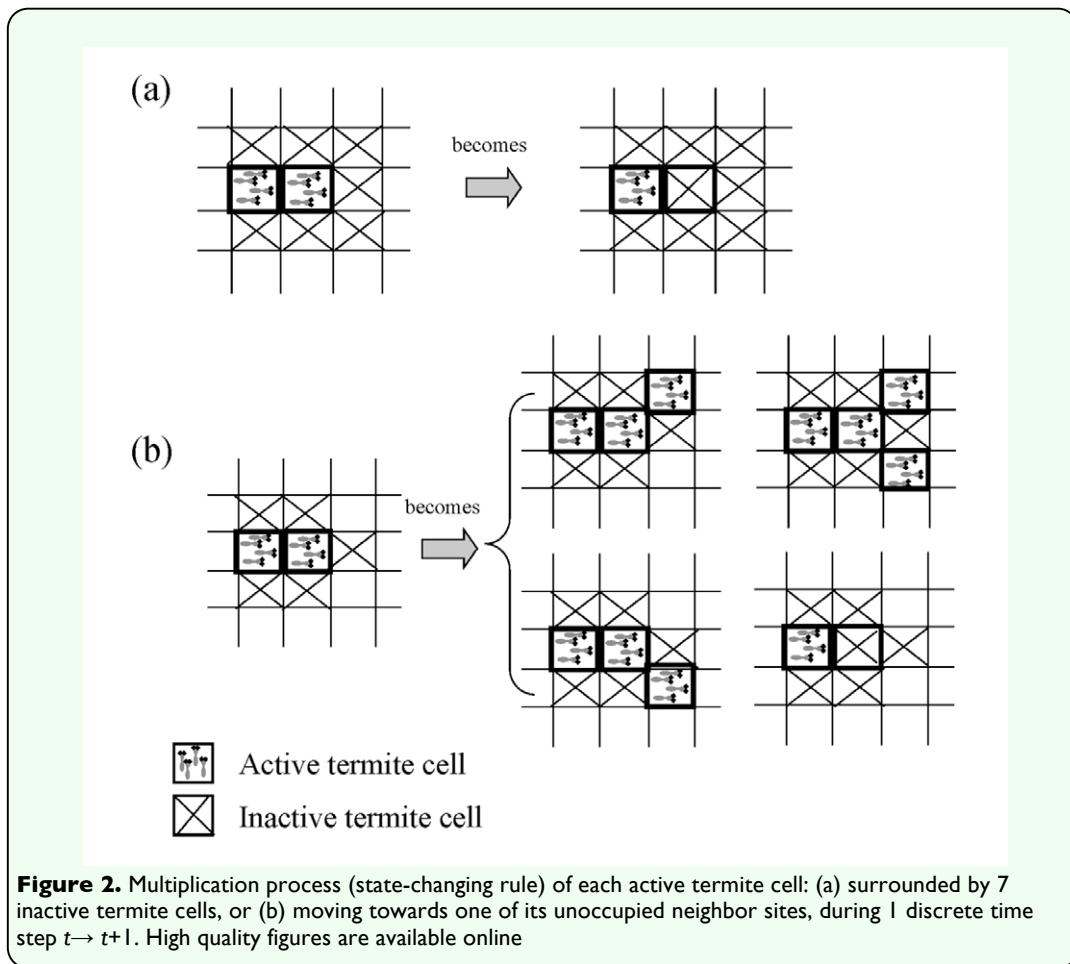 (a)
becomes
(b)
becomes
Active termite cell
Inactive termite cell
Figure 2. Multiplication process (state-changing rule) of each active termite cell: (a) surrounded by 7
inactive termite cells, or (b) moving towards one of its unoccupied neighbor sites, during 1 discrete time
step t→ t+1. High quality figures are available online